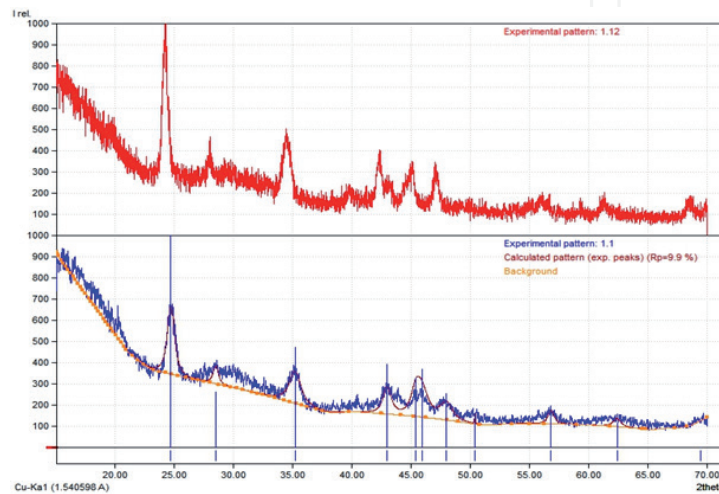 I rel.
1000
Experimental pattern: 1.12
900
800
700
600
500
400
300
200
100
1000
Experimental pattern: 1.1
900
Calculated pattern (exp. peaks) (Rp=9.9 %)
Background
800
700
600
500
400
300
200
100
20.00 25.00 30.00 35.00 40.00 45.00 50.00 55.00 60.00 65.00 70.00
Cu-Ka1 (1.540598 A) 2thet